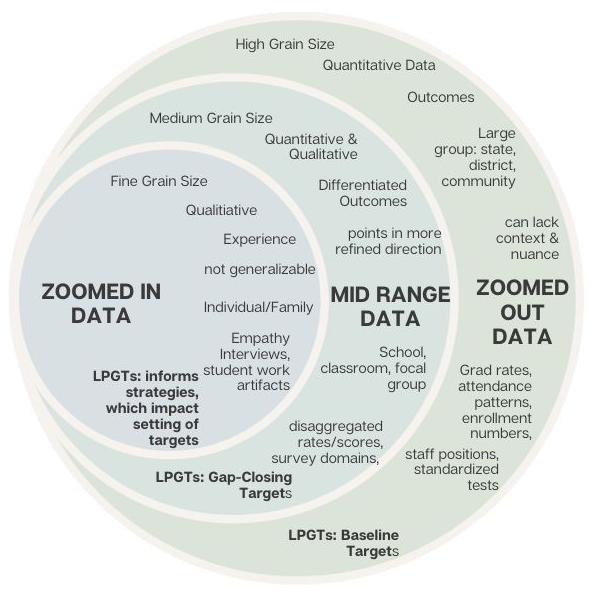 High Grain Size
Quantitative Data
Outcomes
Large
group: state,
district,
community
can lack
context &
nuance
ZOOMED
OUT
DATA
Grad rates,
attendance
patterns,
enrollment
numbers,
staff positions,
standardized
tests
LPGTs: Baseline
Targets
Medium Grain Size
Quantitative &
Qualitative
Differentiated
Outcomes
points in more
refined direction
MID RANGE
DATA
School,
classroom, focal
group
disaggregated
rates/scores,
survey domains,
LPGTs: Gap-Closing
Targets
Fine Grain Size
Qualitiative
Experience
not generalizable
ZOOMED IN
DATA
Individual/Family
Empathy
Interviews,
student work
artifacts
LPGTs: informs
strategies,
which impact
setting of
targets